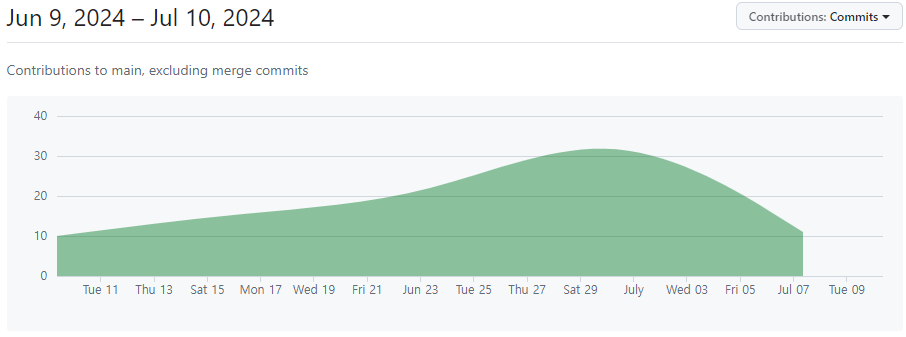 Jun 9, 2024 – Jul 10, 2024
Contributions: Commits
Contributions to main, excluding merge commits
40
30
20
10
0
Tue 11 Thu 13 Sat 15 Mon 17 Wed 19 Fri 21 Jun 23 Tue 25 Thu 27 Sat 29 July Wed 03 Fri 05 Jul 07 Tue 09